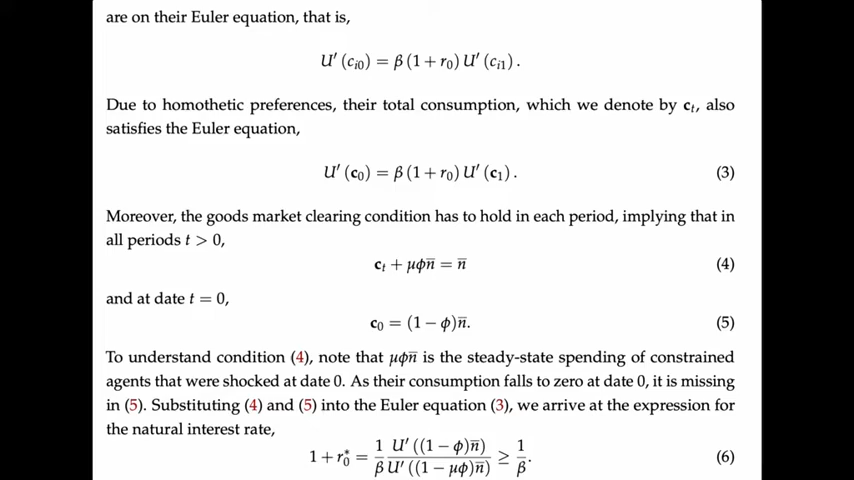 are on their Euler equation, that is,
U′ (c_{i0}) = β (1 + r_0) U′ (c_{i1}) .
Due to homothetic preferences, their total consumption, which we denote by c_t, also
satisfies the Euler equation,
U′ (c_0) = β (1 + r_0) U′ (c_1) . (3)
Moreover, the goods market clearing condition has to hold in each period, implying that in
all periods t > 0,
c_t + μϕn̅ = n̅ (4)
and at date t = 0,
c_0 = (1 − ϕ)n̅. (5)
To understand condition (4), note that μϕn̅ is the steady-state spending of constrained
agents that were shocked at date 0. As their consumption falls to zero at date 0, it is missing
in (5). Substituting (4) and (5) into the Euler equation (3), we arrive at the expression for
the natural interest rate,
1 + r_0^* = \frac{1}{β} \frac{U′ ((1 − ϕ)n̅)}{U′ ((1 − μϕ)n̅)} ≥ \frac{1}{β}. (6)